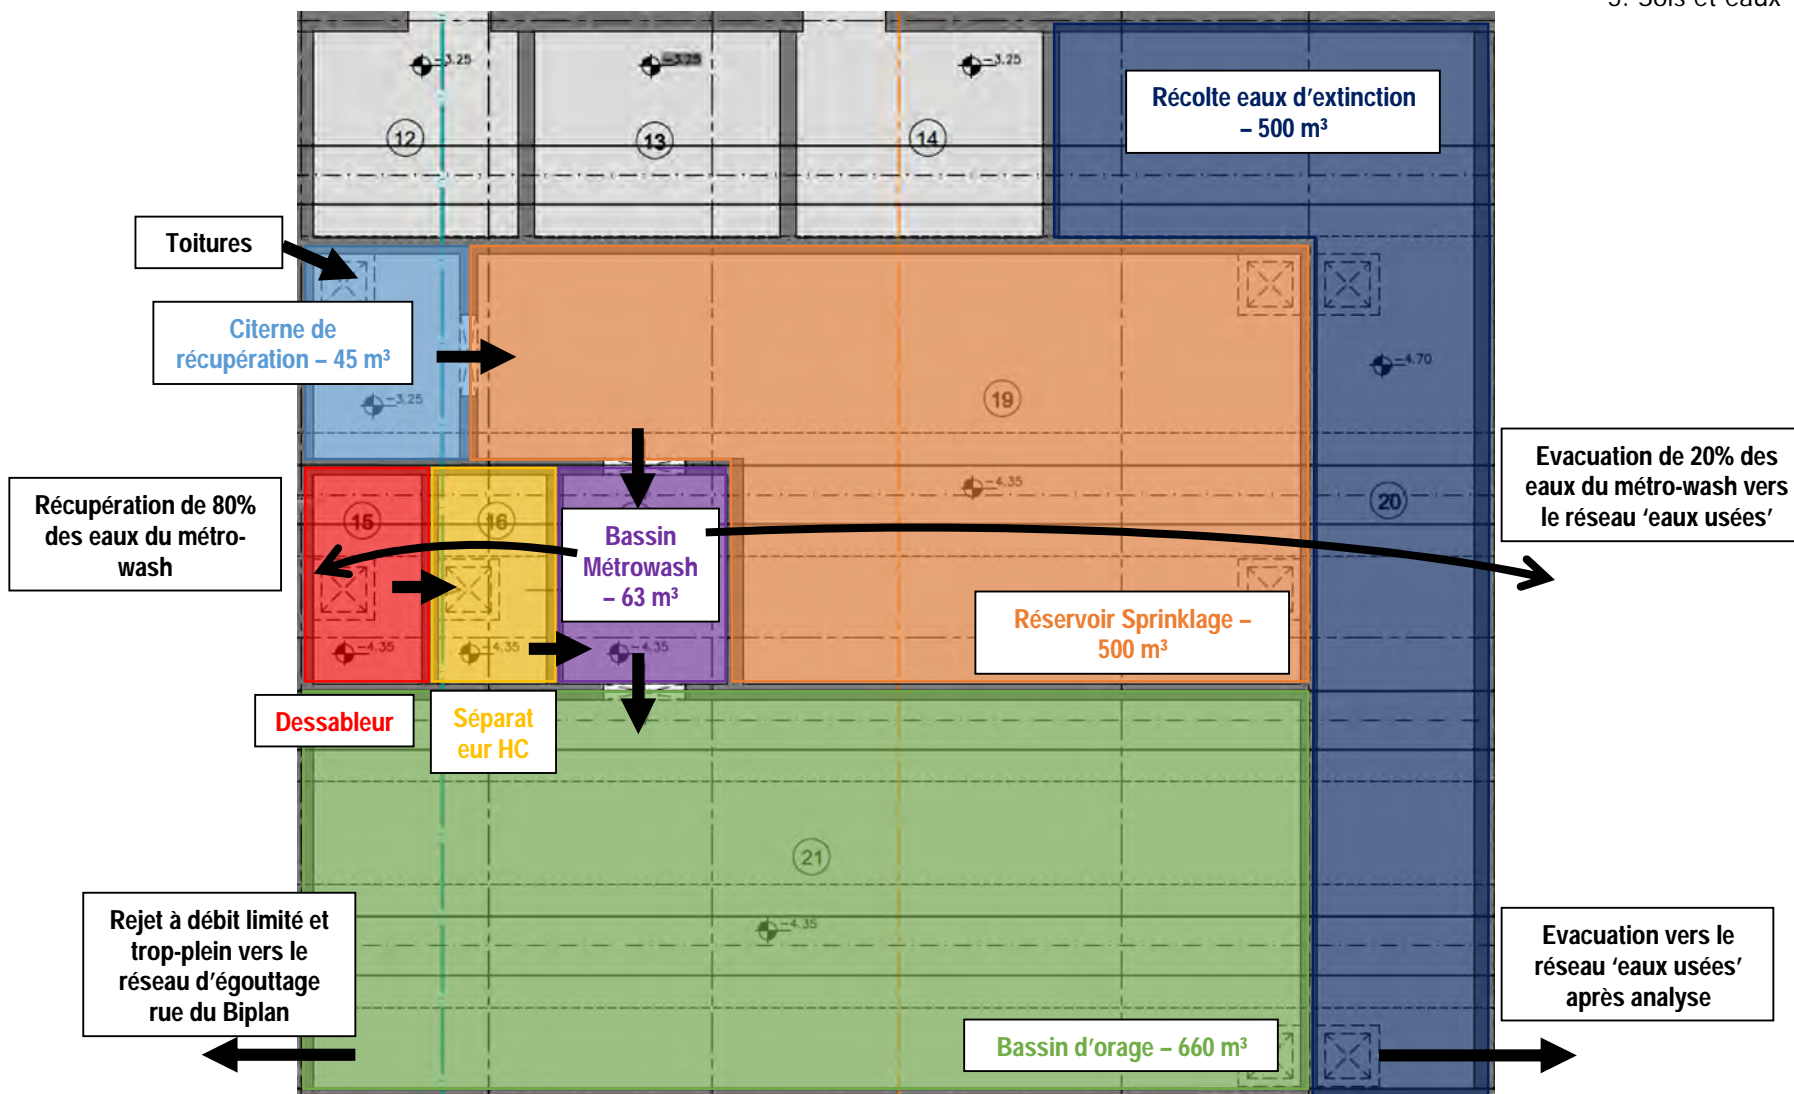 3. Sols et eaux
-3.25
-3.25
-3.25
12
13
14
Récolte eaux d'extinction
– 500 m³
Toitures
Citerne de
récupération – 45 m³
-3.25
19
-4.70
-4.35
20
Récupération de 80%
des eaux du métro-
wash
15
16
Bassin
Métrowash
– 63 m³
Evacuation de 20% des
eaux du métro-wash vers
le réseau ‘eaux usées’
-4.35
-4.35
-4.35
Réservoir Sprinklage –
500 m³
Dessableur
Séparat
eur HC
21
-4.35
Rejet à débit limité et
trop-plein vers le
réseau d'égouttage
rue du Biplan
Bassin d'orage – 660 m³
Evacuation vers le
réseau ‘eaux usées’
après analyse